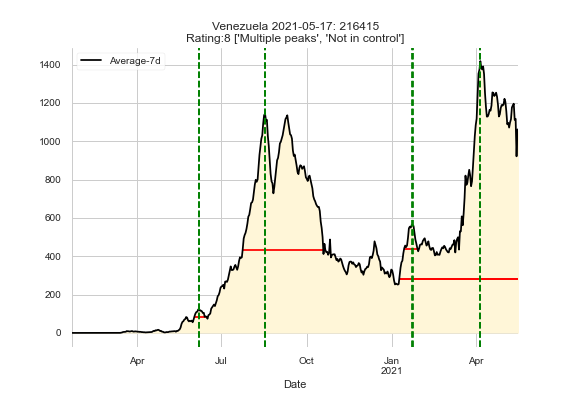 Venezuela 2021-05-17: 216415
Rating:8 ['Multiple peaks', 'Not in control']
Average-7d
1400
1200
1000
800
600
400
200
0
Apr
Jul
Oct
Jan
2021
Apr
Date